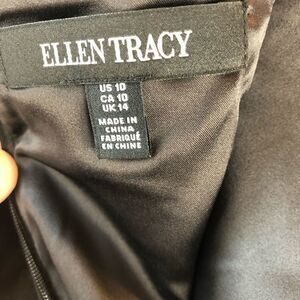 ELLEN TRACY
US 10
CA 10
UK 14
MADE IN
CHINA
FABRIQUÉ
EN CHINE